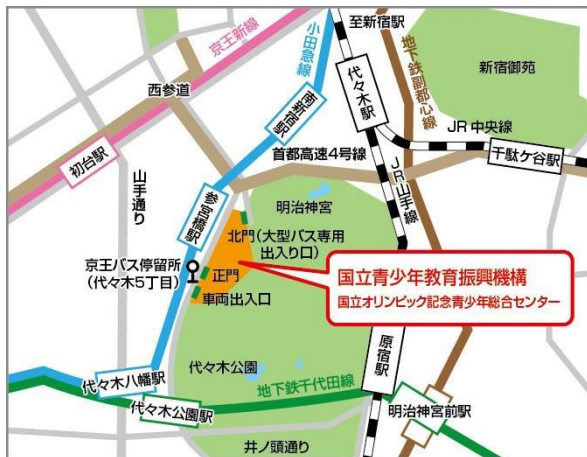 至新宿駅
京王新線
小田急線
地下鉄副都心線
新宿御苑
代々木駅
西参道
南新宿駅
JR中央線
首都高速4号線
千駄ケ谷駅
初台駅
山手通り
JR山手線
参宮橋駅
明治神宮
北門(大型バス専用
出入り口)
京王バス停留所
(代々木5丁目)
正門
車両出入口
国立青少年教育振興機構
国立オリンピック記念青少年総合センター
原宿駅
代々木公園
代々木八幡駅
地下鉄千代田線
代々木公園駅
明治神宮前駅
井ノ頭通り